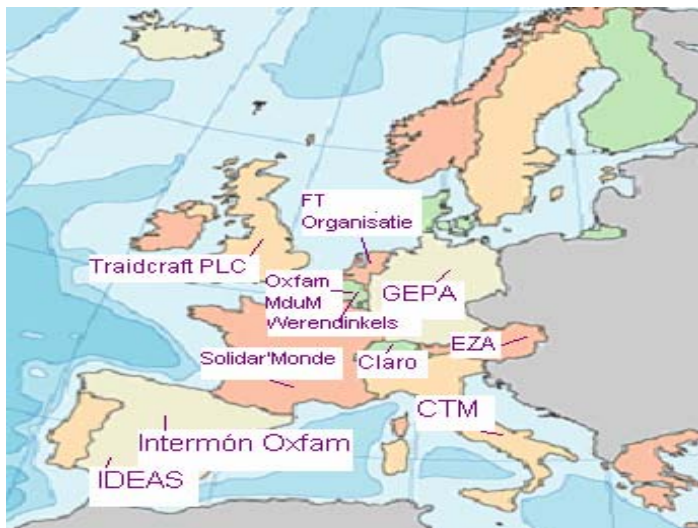 FT
Organisatie
Traidcraft PLC
Oxfam
MduM
Werendinkels
GEPA
Solidar'Monde
Claro
EZA
CTM
Intermón Oxfam
IDEAS